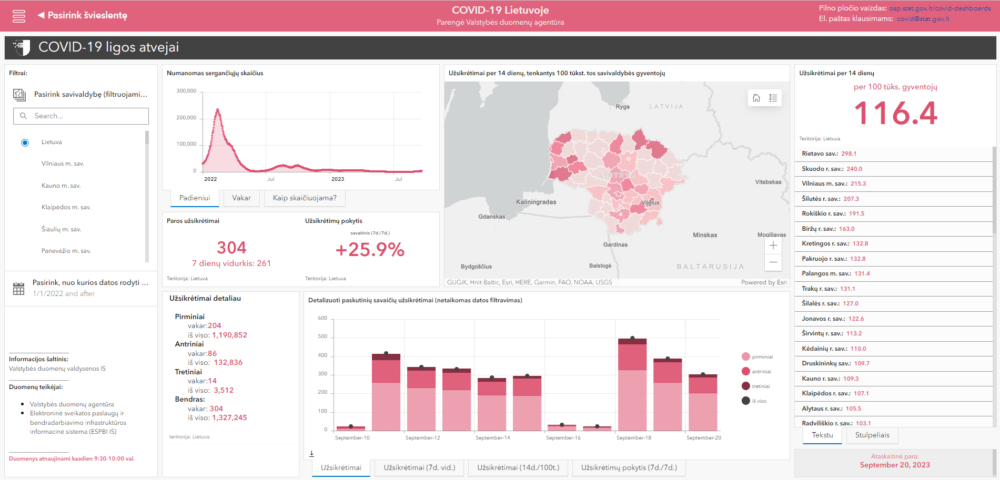 ◀ Pasirink švieslentę
COVID-19 Lietuvoje
Parengė Valstybės duomenų agentūra
Pilno pločio vaizdas: osp.stat.gov.lt/covid-dashboards
El. paštas klausimams: covid@stat.gov.lt
COVID-19 ligos atvejai
Filtrai:
Pasirink savivaldybę (filtruojami...
Search...
Lietuva
Vilniaus m. sav.
Kauno m. sav.
Klaipėdos m. sav.
Šiaulių m. sav.
Panevėžio m. sav.
Pasirink, nuo kurios datos rodyti ...
1/1/2022 and after
Informacijos šaltinis:
Valstybės duomenų valdysenos IS
Duomenų teikėjai:
Valstybės duomenų agentūra
Elektroninė sveikatos paslaugų ir
bendradarbiavimo infrastruktūros
informacinė sistema (ESPBI IS)
Duomenys atnaujinami kasdien 9:30-10:00 val.
Numanomas sergančiųjų skaičius
300,000
200,000
100,000
0
2022
Jul
2023
Jul
Padieniui
Vakar
Kaip skaičiuojama?
Paros užsikrėtimai
304
7 dienų vidurkis: 261
Teritorija: Lietuva
Užsikrėtimų pokytis
savaitinis (7d./7d.)
+25.9%
Teritorija: Lietuva
Užsikrėtimai per 14 dienų, tenkantys 100 tūkst. tos savivaldybės gyventojų
Ryga
LATVIJA
LIETUVA
Vitebskas
Kaliningradas
Vilnius
Gdanskas
Minskas
Mogiliavas
Gardinas
Bydgoščius
Balstogė
BALTARUSIJA
GUGiK, Hnit-Baltic, Esri, HERE, Garmin, FAO, NOAA, USGS
Powered by Esri
Užsikrėtimai detaliau
Pirminiai
vakar:204
iš viso: 1,190,852
Antriniai
vakar:86
iš viso: 132,836
Tretiniai
vakar:14
iš viso: 3,512
Bendras:
vakar: 304
iš viso: 1,327,245
teritorija: Lietuva
Detalizuoti paskutinių savaičių užsikrėtimai (netaikomas datos filtravimas)
600
500
400
300
200
100
0
September-10
September-12
September-14
September-16
September-18
September-20
pirminiai
antriniai
tretiniai
iš viso
Užsikrėtimai
Užsikrėtimai (7d. vid.)
Užsikrėtimai (14d./100t.)
Užsikrėtimų pokytis (7d./7d.)
Užsikrėtimai per 14 dienų
per 100 tūks. gyventojų
116.4
Teritorija: Lietuva
Rietavo sav.: 298.1
Skuodo r. sav.: 240.0
Vilniaus m. sav.: 215.3
Šilutės r. sav.: 207.3
Rokiškio r. sav.: 191.5
Biržų r. sav.: 163.0
Kretingos r. sav.: 132.8
Pakruojo r. sav.: 132.8
Palangos m. sav.: 131.4
Trakų r. sav.: 131.1
Šilalės r. sav.: 127.0
Jonavos r. sav.: 122.6
Širvintų r. sav.: 113.2
Kėdainių r. sav.: 110.0
Druskininkų sav.: 109.7
Kauno r. sav.: 109.3
Klaipėdos r. sav.: 107.1
Alytaus r. sav.: 105.5
Radviliškio r. sav.: 103.1
Tekstu
Stulpeliais
Ataskaitinė para:
September 20, 2023